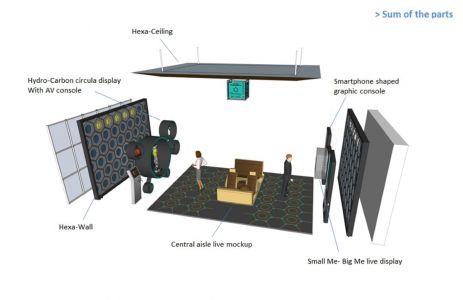 > Sum of the parts
Hexa-Ceiling
Hydro-Carbon circula display
With AV console
Smartphone shaped
graphic console
Hexa-Wall
Central aisle live mockup
Small Me- Big Me live display